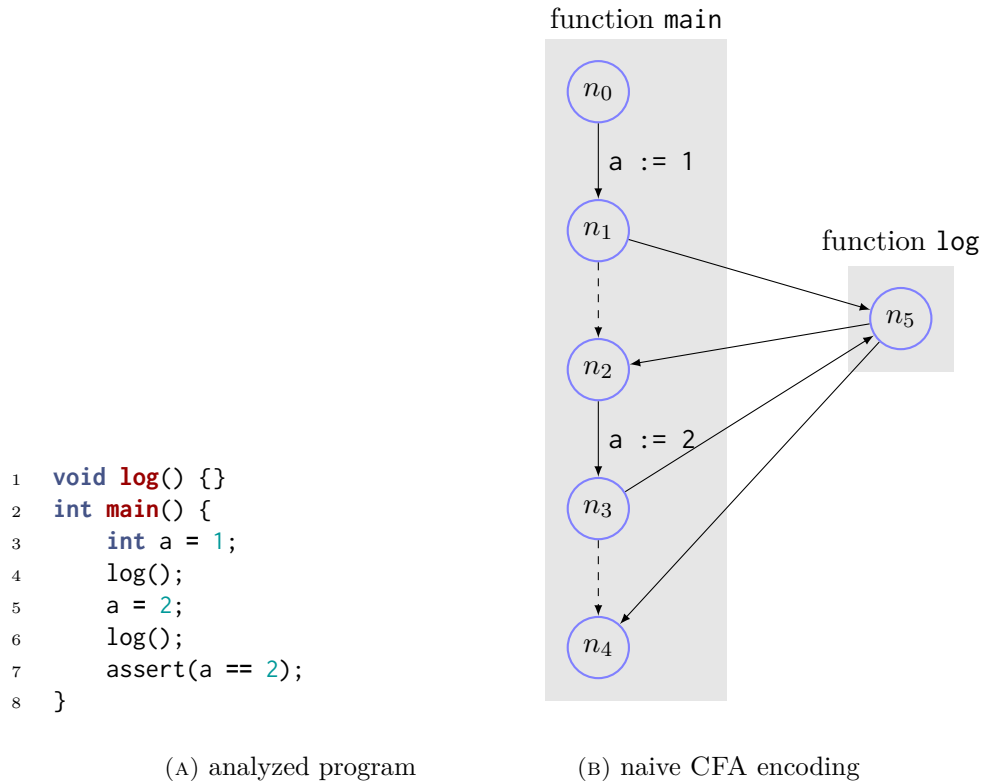 function main
n0
a := 1
n1
function log
n5
n2
a := 2
n3
n4
1 void log() {}
2 int main() {
3 int a = 1;
4 log();
5 a = 2;
6 log();
7 assert(a == 2);
8 }
(A) analyzed program
(B) naive CFA encoding